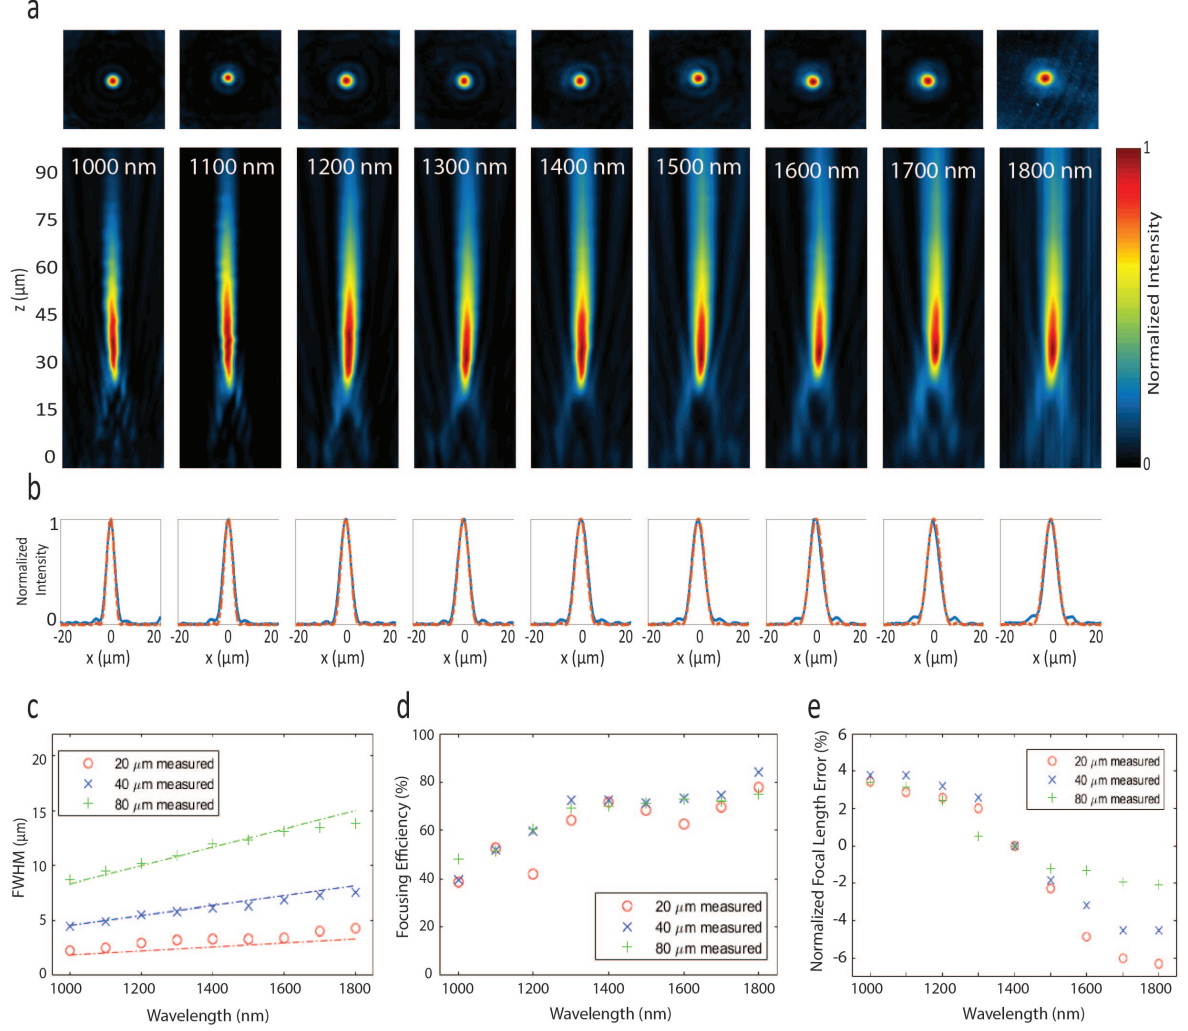 a
1000 nm 1100 nm 1200 nm 1300 nm 1400 nm 1500 nm 1600 nm 1700 nm 1800 nm
90
75
60
45
30
15
0
z (μm)
1
0
Normalized Intensity
b
Normalized
Intensity
1
0
-20 0 20 -20 0 20 -20 0 20 -20 0 20 -20 0 20 -20 0 20 -20 0 20 -20 0 20 -20 0 20
x (μm) x (μm) x (μm) x (μm) x (μm) x (μm) x (μm) x (μm) x (μm)
c
20 μm measured
40 μm measured
80 μm measured
FWHM (μm)
20
15
10
5
0
1000 1200 1400 1600 1800
Wavelength (nm)
d
20 μm measured
40 μm measured
80 μm measured
Focusing Efficiency (%)
100
80
60
40
20
0
1000 1200 1400 1600 1800
Wavelength (nm)
e
20 μm measured
40 μm measured
80 μm measured
Normalized Focal Length Error (%)
6
4
2
0
-2
-4
-6
1000 1200 1400 1600 1800
Wavelength (nm)